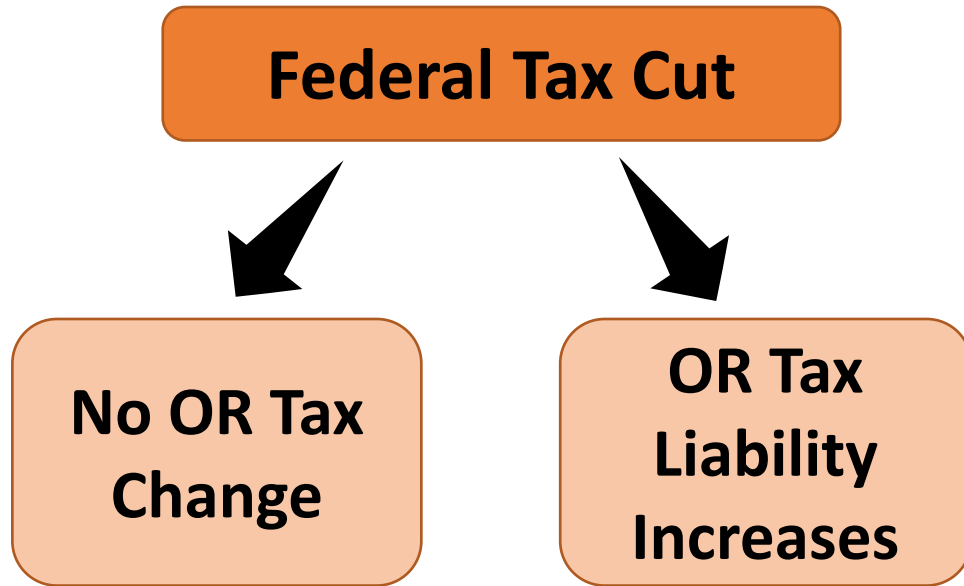 Federal Tax Cut
No OR Tax
Change
OR Tax
Liability
Increases